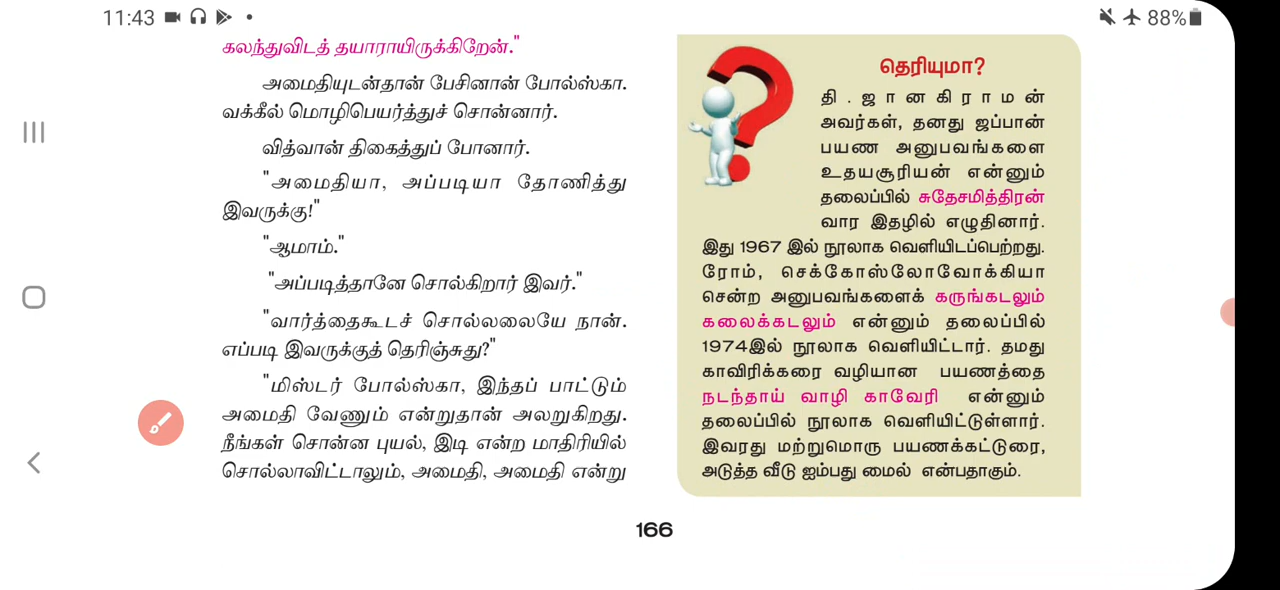 11:43
88%
கலந்துவிடத் தயாராயிருக்கிறேன்."
அமைதியுடன்தான் பேசினான் போல்ஸ்கா.
வக்கீல் மொழிபெயர்த்துச் சொன்னார்.
வித்வான் திகைத்துப் போனார்.
"அமைதியா, அப்படியா தோணித்து
இவருக்கு!"
"ஆமாம்."
"அப்படித்தானே சொல்கிறார் இவர்."
"வார்த்தைகூடச் சொல்லலையே நான்.
எப்படி இவருக்குத் தெரிஞ்சுது?"
"மிஸ்டர் போல்ஸ்கா, இந்தப் பாட்டும்
அமைதி வேணும் என்றுதான் அலறுகிறது.
நீங்கள் சொன்ன புயல், இடி என்ற மாதிரியில்
சொல்லாவிட்டாலும், அமைதி, அமைதி என்று
தெரியுமா?
தி . ஜானகிராமன்
அவர்கள், தனது ஜப்பான்
பயண அனுபவங்களை
உதயசூரியன் என்னும்
தலைப்பில் சுதேசமித்திரன்
வார இதழில் எழுதினார்.
இது 1967 இல் நூலாக வெளியிடப்பெற்றது.
ரோம், செக்கோஸ்லோவோக்கியா
சென்ற அனுபவங்களைக் கருங்கடலும்
கலைக்கடலும் என்னும் தலைப்பில்
1974இல் நூலாக வெளியிட்டார். தமது
காவிரிக்கரை வழியான பயணத்தை
நடந்தாய் வாழி காவேரி என்னும்
தலைப்பில் நூலாக வெளியிட்டுள்ளார்.
இவரது மற்றுமொரு பயணக்கட்டுரை,
அடுத்த வீடு ஐம்பது மைல் என்பதாகும்.
166